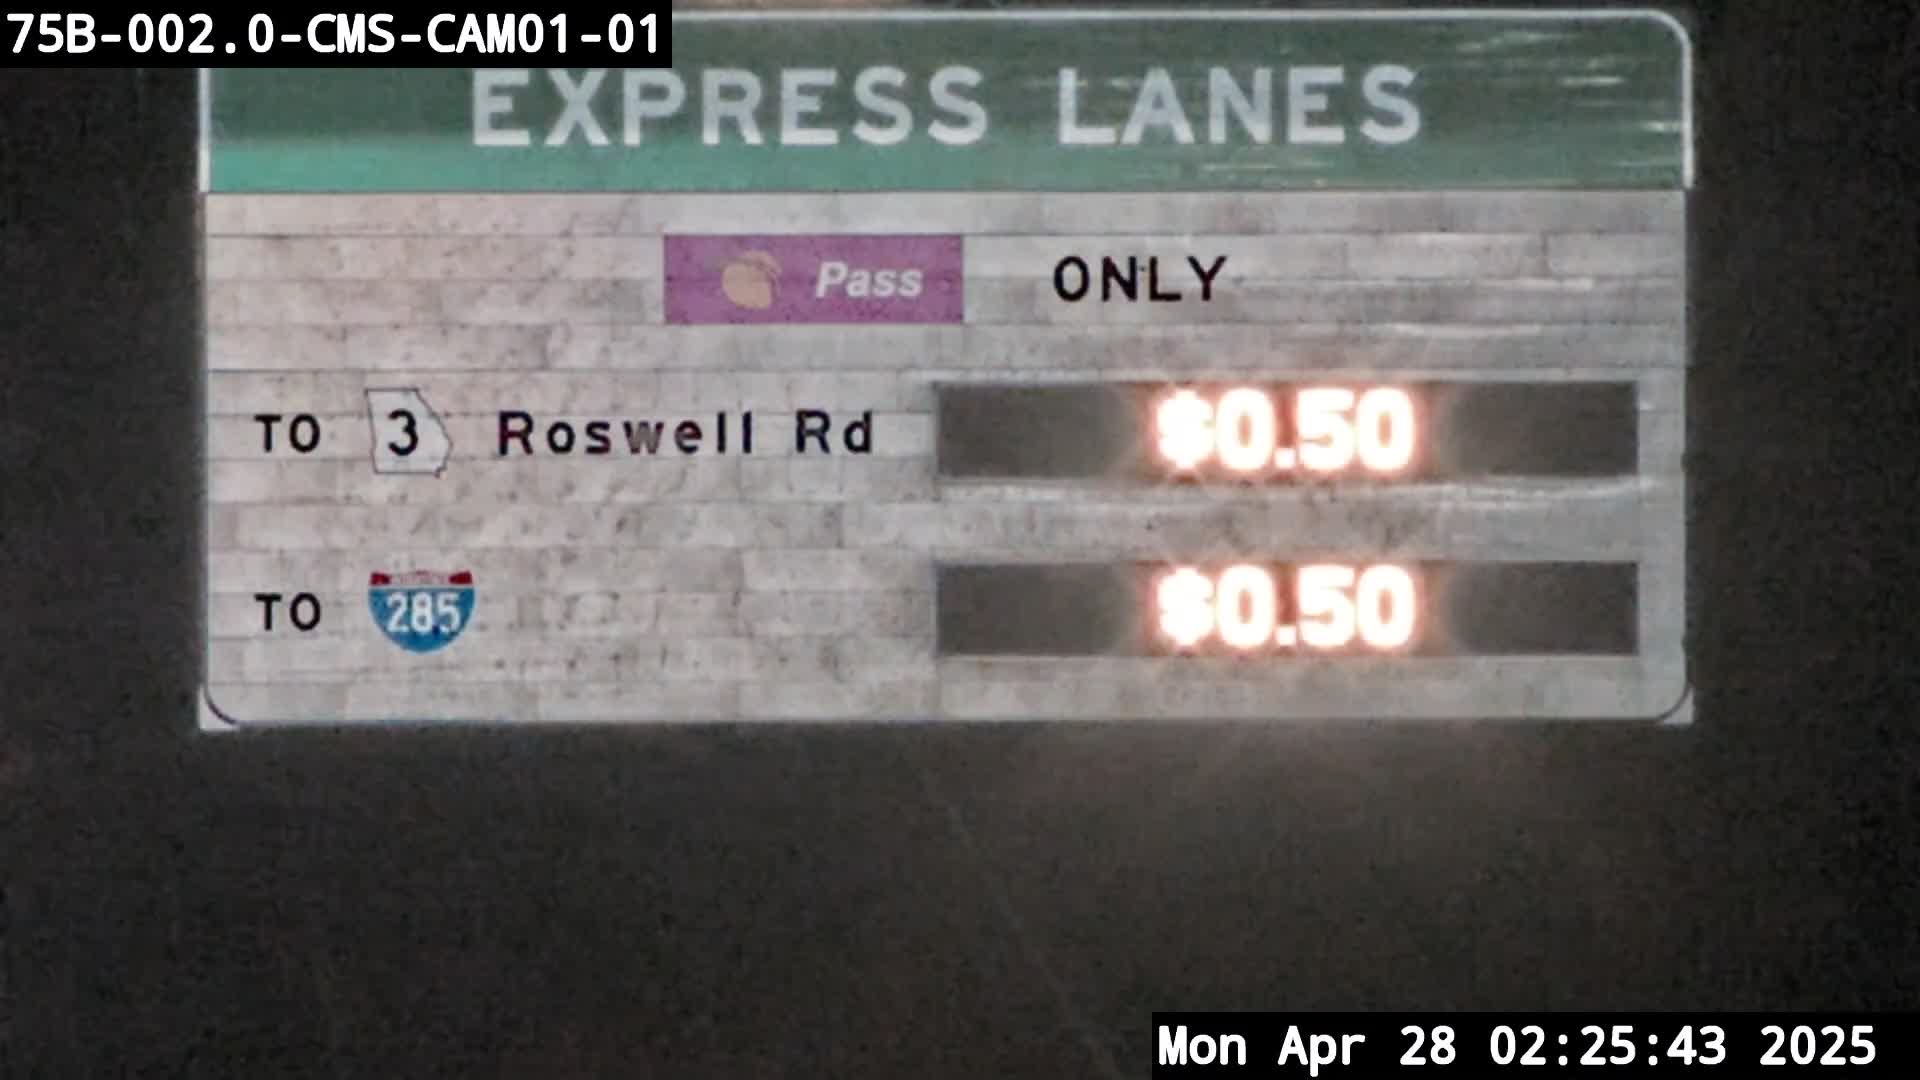 75B-002.0-CMS-CAM01-01
EXPRESS LANES
Pass ONLY
TO 3 Roswell Rd $0.50
TO 285 $0.50
Mon Apr 28 02:25:43 2025